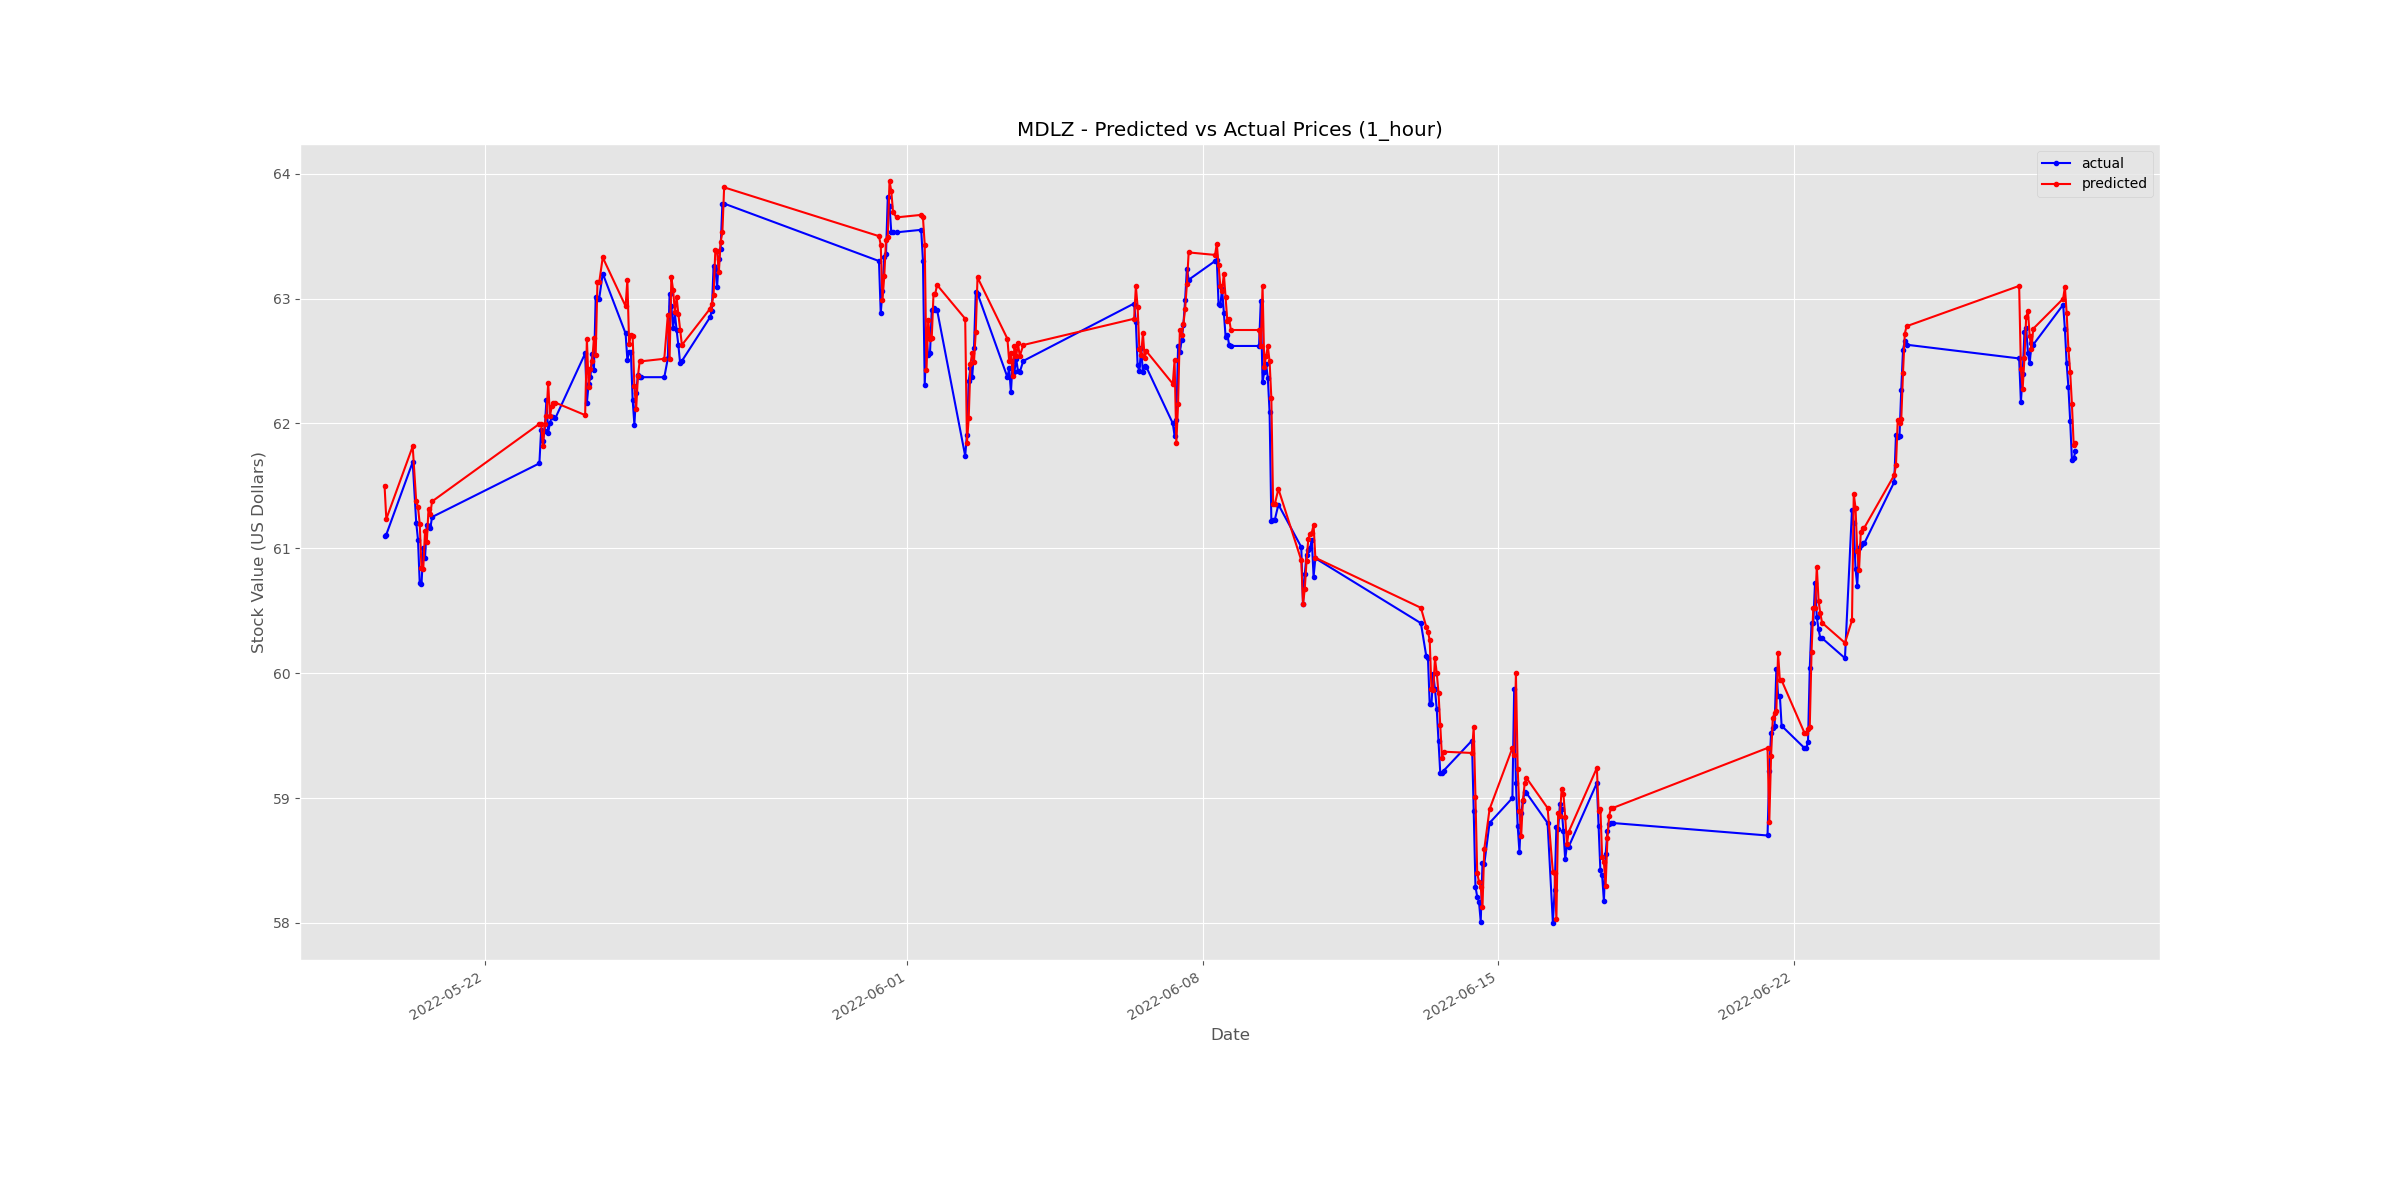 MDLZ - Predicted vs Actual Prices (1_hour)
actual
predicted
64
63
62
61
60
59
58
Stock Value (US Dollars)
2022-05-22
2022-06-01
2022-06-08
2022-06-15
2022-06-22
Date